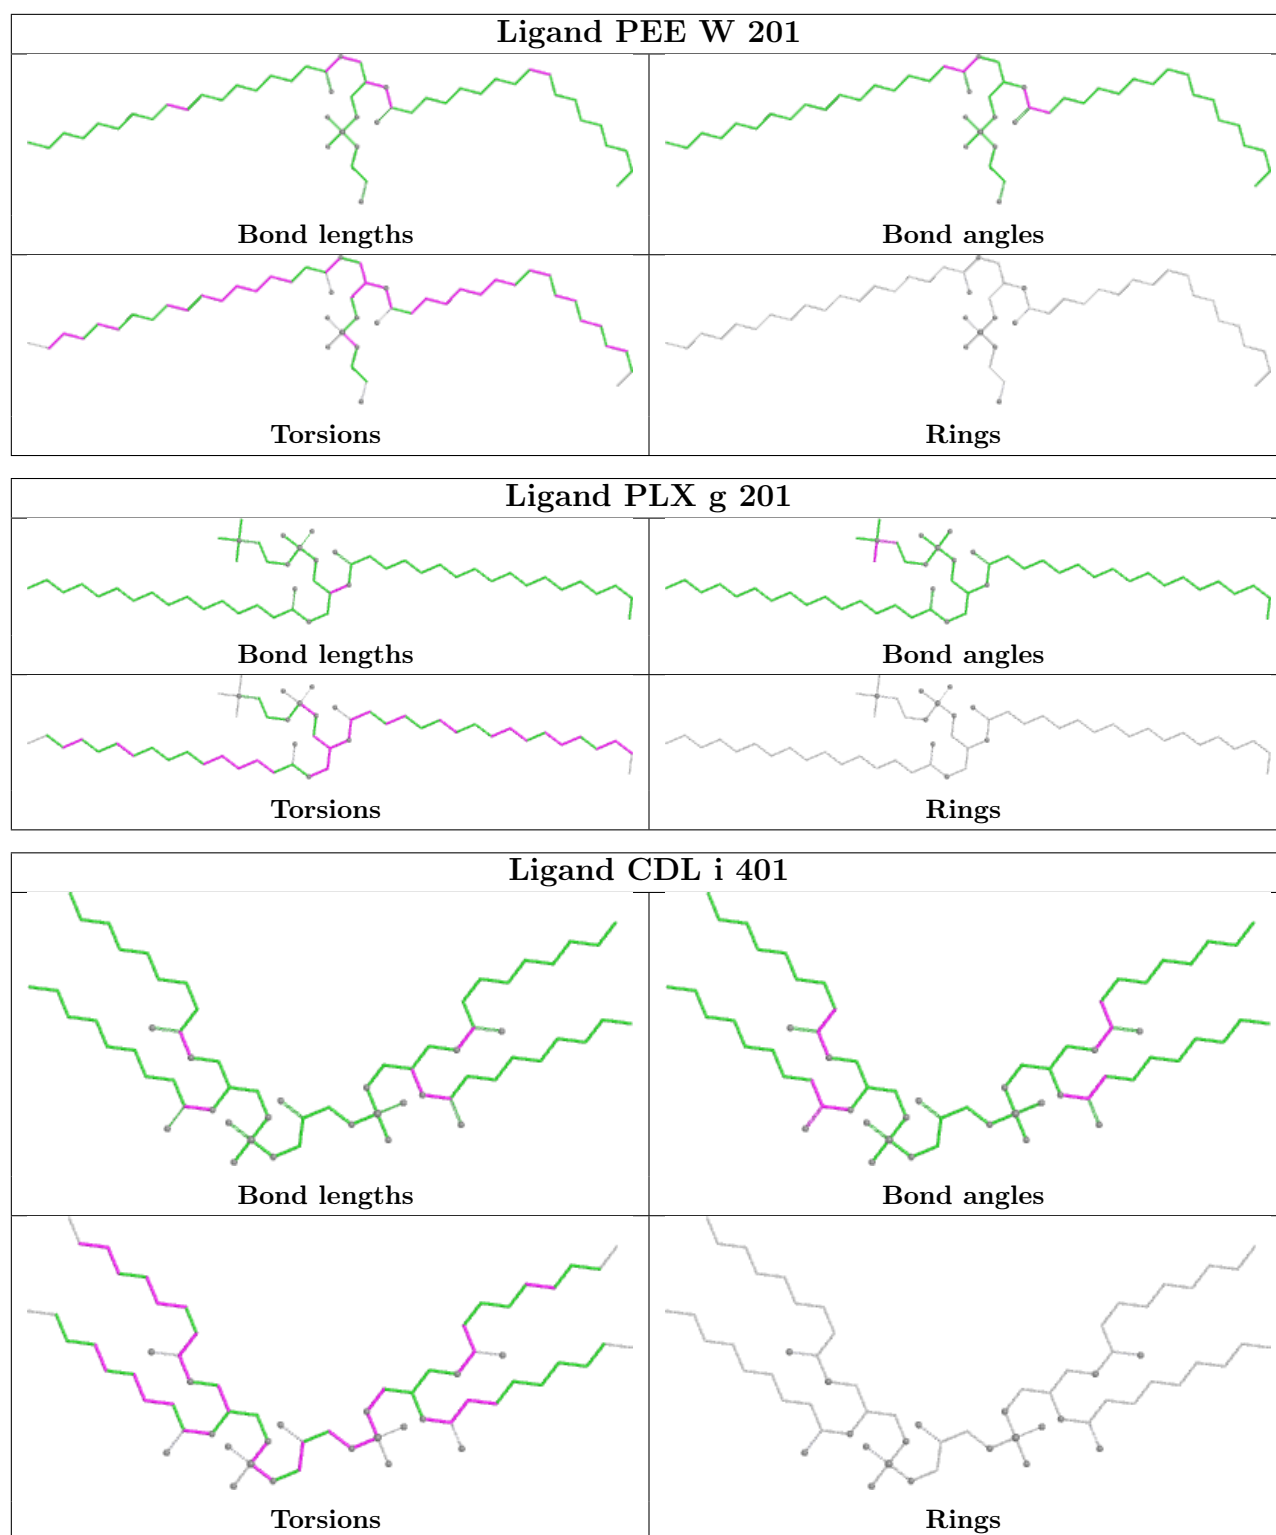 Ligand PEE W 201
Bond lengths
Bond angles
Torsions
Rings
Ligand PLX g 201
Bond lengths
Bond angles
Torsions
Rings
Ligand CDL i 401
Bond lengths
Bond angles
Torsions
Rings